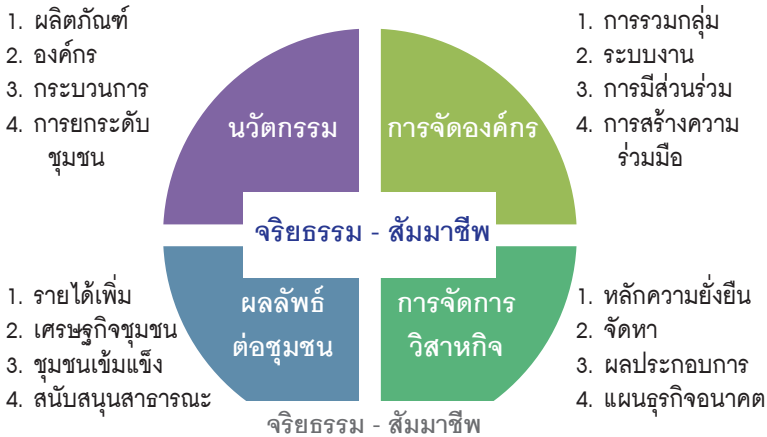 1. ผลิตภัณฑ์
2. องค์กร
3. กระบวนการ
4. การยกระดับ
ชุมชน
นวัตกรรม
การจัดองค์กร
1. การรวมกลุ่ม
2. ระบบงาน
3. การมีส่วนร่วม
4. การสร้างความ
ร่วมมือ
จริยธรรม - สัมมาชีพ
1. รายได้เพิ่ม
2. เศรษฐกิจชุมชน
3. ชุมชนเข้มแข็ง
4. สนับสนุนสาธารณะ
ผลลัพธ์
ต่อชุมชน
การจัดการ
วิสาหกิจ
1. หลักความยั่งยืน
2. จัดหา
3. ผลประกอบการ
4. แผนธุรกิจอนาคต
จริยธรรม - สัมมาชีพ